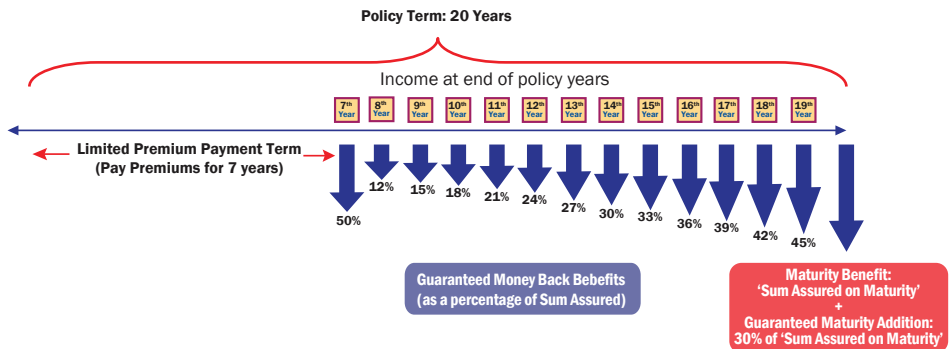 Policy Term: 20 Years
Income at end of policy years
7th Year
8th Year
9th Year
10th Year
11th Year
12th Year
13th Year
14th Year
15th Year
16th Year
17th Year
18th Year
19th Year
Limited Premium Payment Term
(Pay Premiums for 7 years)
50%
12%
15%
18%
21%
24%
27%
30%
33%
36%
39%
42%
45%
Guaranteed Money Back Bebefits
(as a percentage of Sum Assured)
Maturity Benefit:
‘Sum Assured on Maturity’
+
Guaranteed Maturity Addition:
30% of ‘Sum Assured on Maturity’